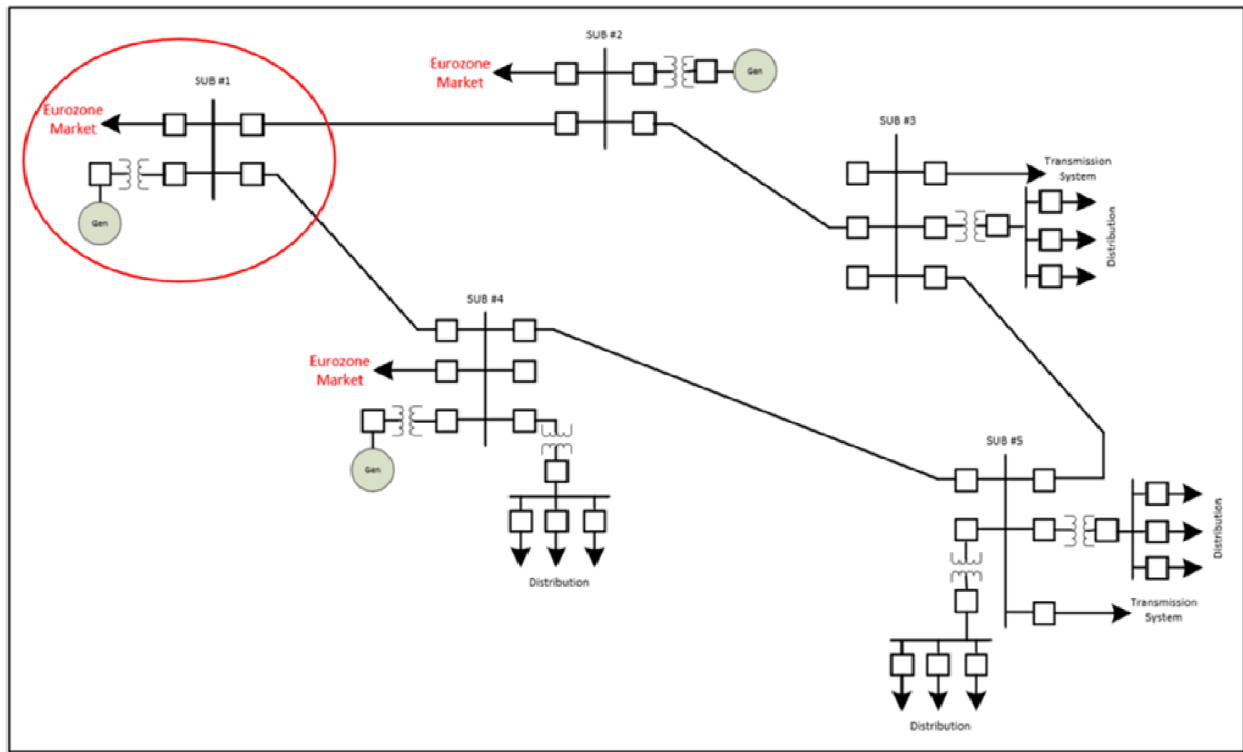 SUB #1
Eurozone
Market
Gen
SUB #2
Eurozone
Market
Gen
SUB #3
Transmission
System
Distribution
SUB #4
Eurozone
Market
Gen
Distribution
SUB #5
Distribution
Transmission
System
Distribution